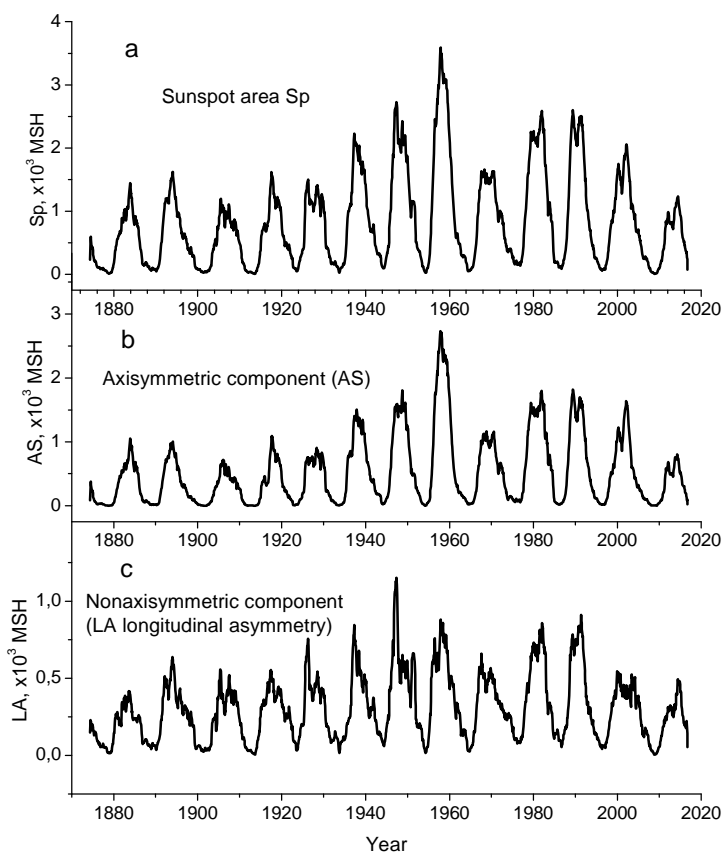 a
Sunspot area Sp
Sp, x10³ MSH
4
3
2
1
0
1880 1900 1920 1940 1960 1980 2000 2020
b
Axisymmetric component (AS)
AS, x10³ MSH
3
2
1
0
1880 1900 1920 1940 1960 1980 2000 2020
c
Nonaxisymmetric component
(LA longitudinal asymmetry)
LA, x10³ MSH
1,0
0,5
0,0
1880 1900 1920 1940 1960 1980 2000 2020
Year